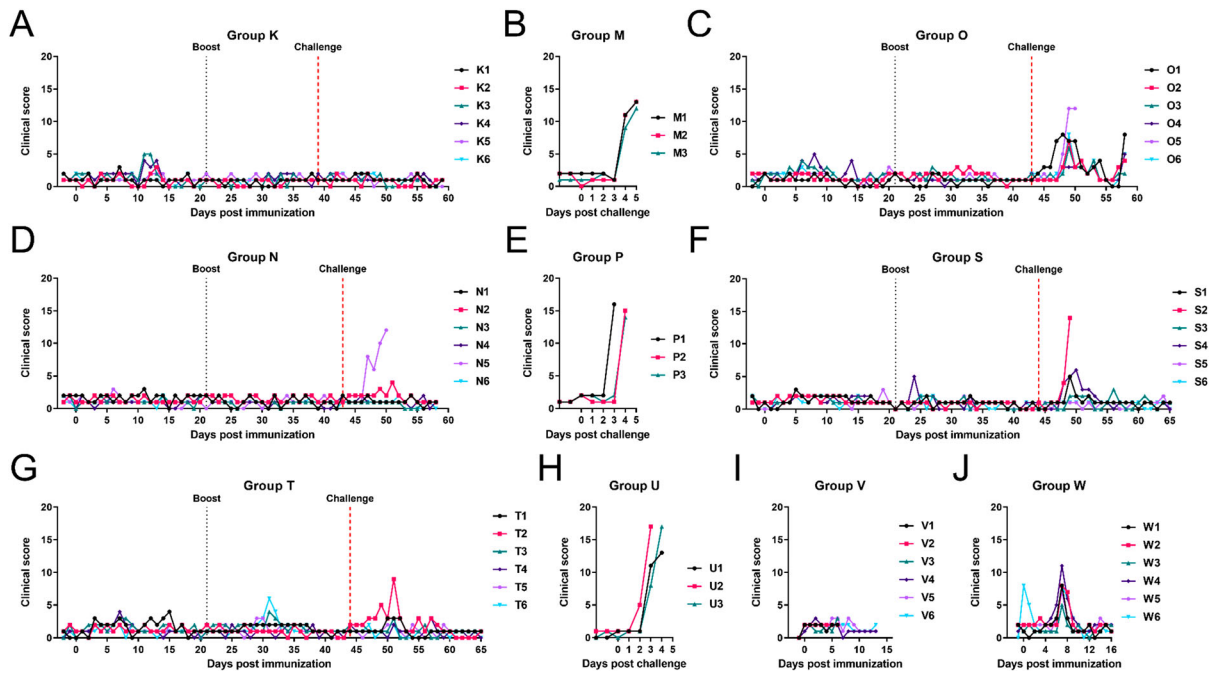 A
Group K
Boost
Challenge
Clinical score
20
15
10
5
0
0 5 10 15 20 25 30 35 40 45 50 55 60
Days post immunization
K1
K2
K3
K4
K5
K6
B
Group M
Clinical score
20
15
10
5
0
0 1 2 3 4 5
Days post challenge
M1
M2
M3
C
Group O
Boost
Challenge
Clinical score
20
15
10
5
0
0 5 10 15 20 25 30 35 40 45 50 55 60
Days post immunization
O1
O2
O3
O4
O5
O6
D
Group N
Boost
Challenge
Clinical score
20
15
10
5
0
0 5 10 15 20 25 30 35 40 45 50 55 60
Days post immunization
N1
N2
N3
N4
N5
N6
E
Group P
Clinical score
20
15
10
5
0
0 1 2 3 4 5
Days post challenge
P1
P2
P3
F
Group S
Boost
Challenge
Clinical score
20
15
10
5
0
0 5 10 15 20 25 30 35 40 45 50 55 60 65
Days post immunization
S1
S2
S3
S4
S5
S6
G
Group T
Boost
Challenge
Clinical score
20
15
10
5
0
0 5 10 15 20 25 30 35 40 45 50 55 60 65
Days post immunization
T1
T2
T3
T4
T5
T6
H
Group U
Clinical score
20
15
10
5
0
0 1 2 3 4 5
Days post challenge
U1
U2
U3
I
Group V
Clinical score
20
15
10
5
0
0 5 10 15
Days post immunization
V1
V2
V3
V4
V5
V6
J
Group W
Clinical score
20
15
10
5
0
0 4 8 12 16
Days post immunization
W1
W2
W3
W4
W5
W6